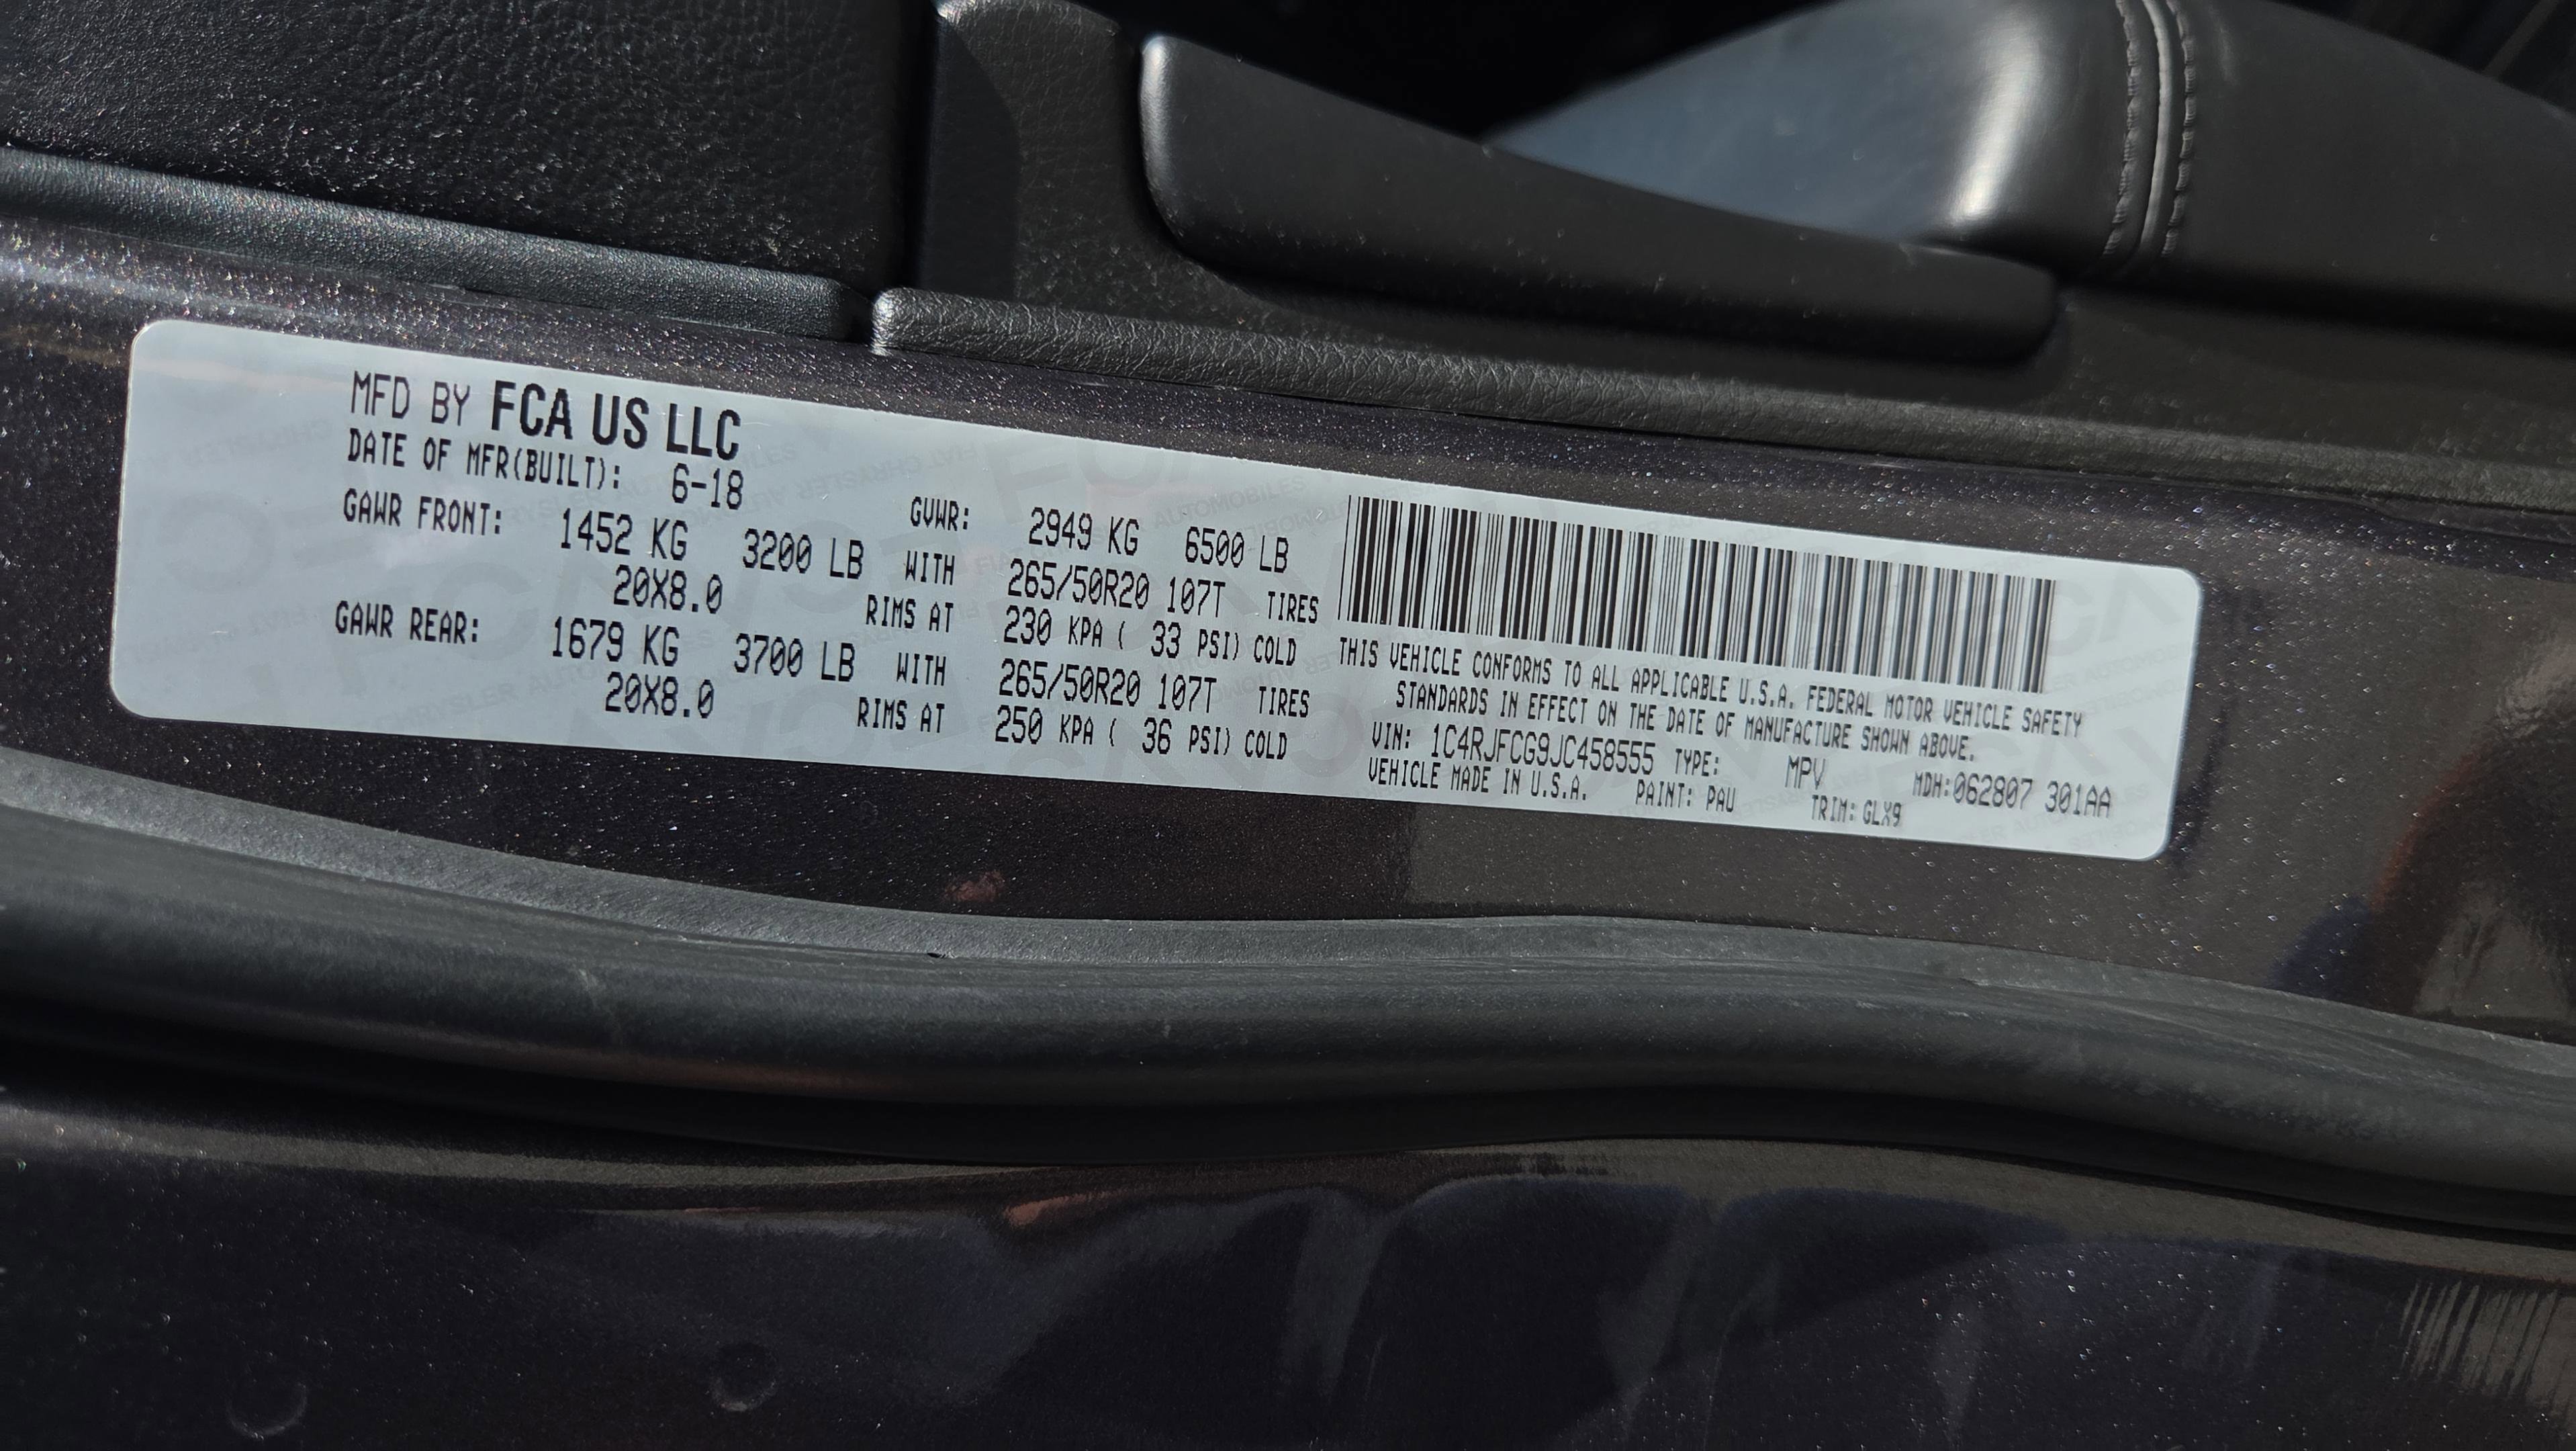 MFD BY FCA US LLC
DATE OF MFR(BUILT): 6-18
GVWR: 2949 KG 6500 LB
GAWR FRONT: 1452 KG 3200 LB WITH 265/50R20 107T TIRES
20X8.0 RIMS AT 230 KPA ( 33 PSI) COLD
GAWR REAR: 1679 KG 3700 LB WITH 265/50R20 107T TIRES
20X8.0 RIMS AT 250 KPA ( 36 PSI) COLD
THIS VEHICLE CONFORMS TO ALL APPLICABLE U.S.A. FEDERAL MOTOR VEHICLE SAFETY
STANDARDS IN EFFECT ON THE DATE OF MANUFACTURE SHOWN ABOVE.
VIN: 1C4RJFCG9JC458555 TYPE: MPV MDH:062807 301AA
VEHICLE MADE IN U.S.A. PAINT: PAU TRIM: GLX9